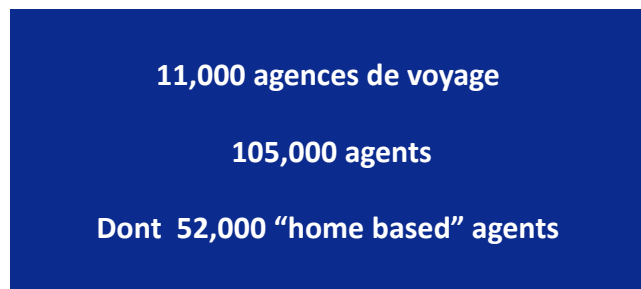 11,000 agences de voyage
105,000 agents
Dont  52,000 “home based” agents